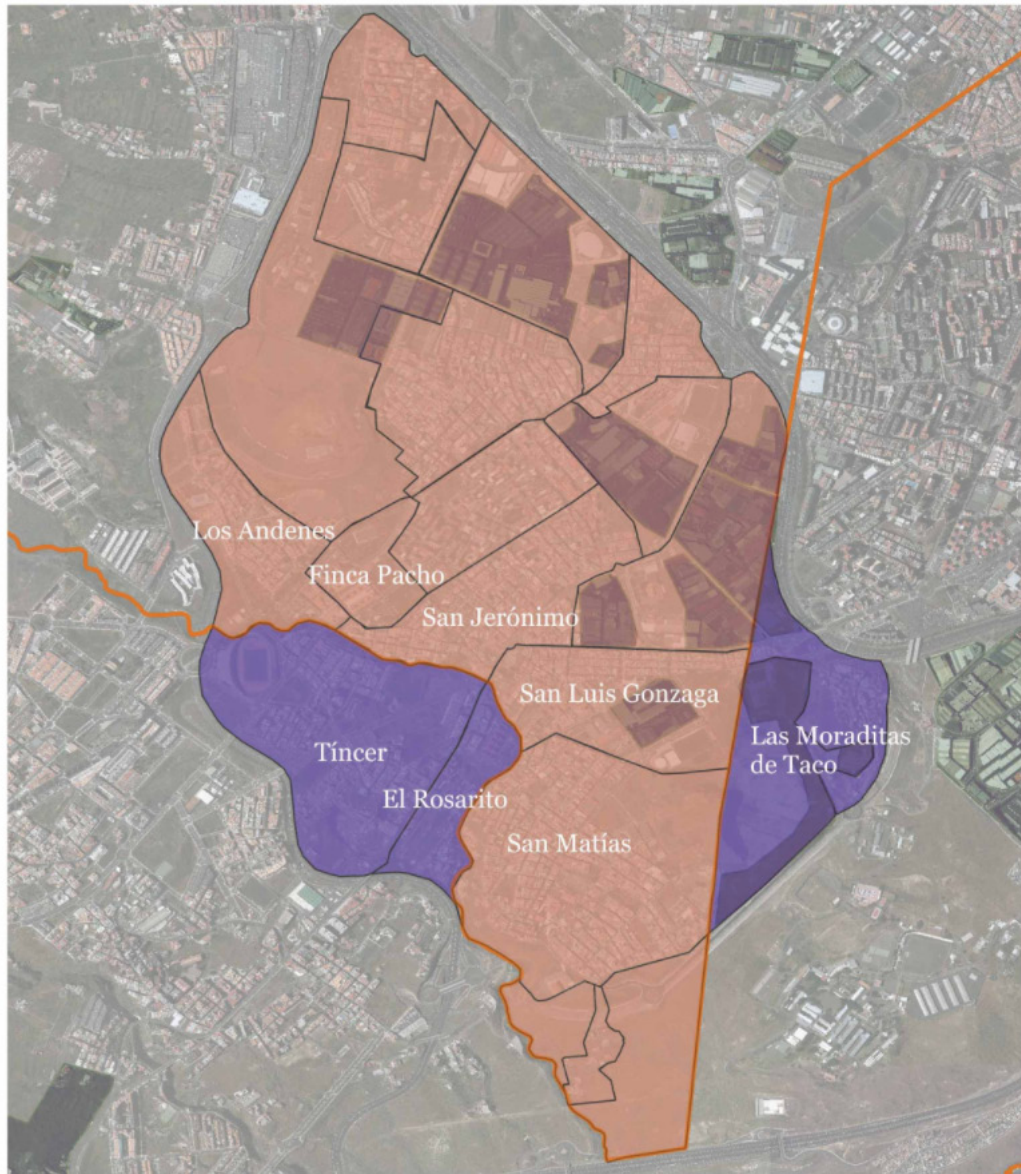 Los Andenes
Finca Pacho
San Jerónimo
San Luis Gonzaga
Tíncer
Las Moraditas
de Taco
El Rosarito
San Matías